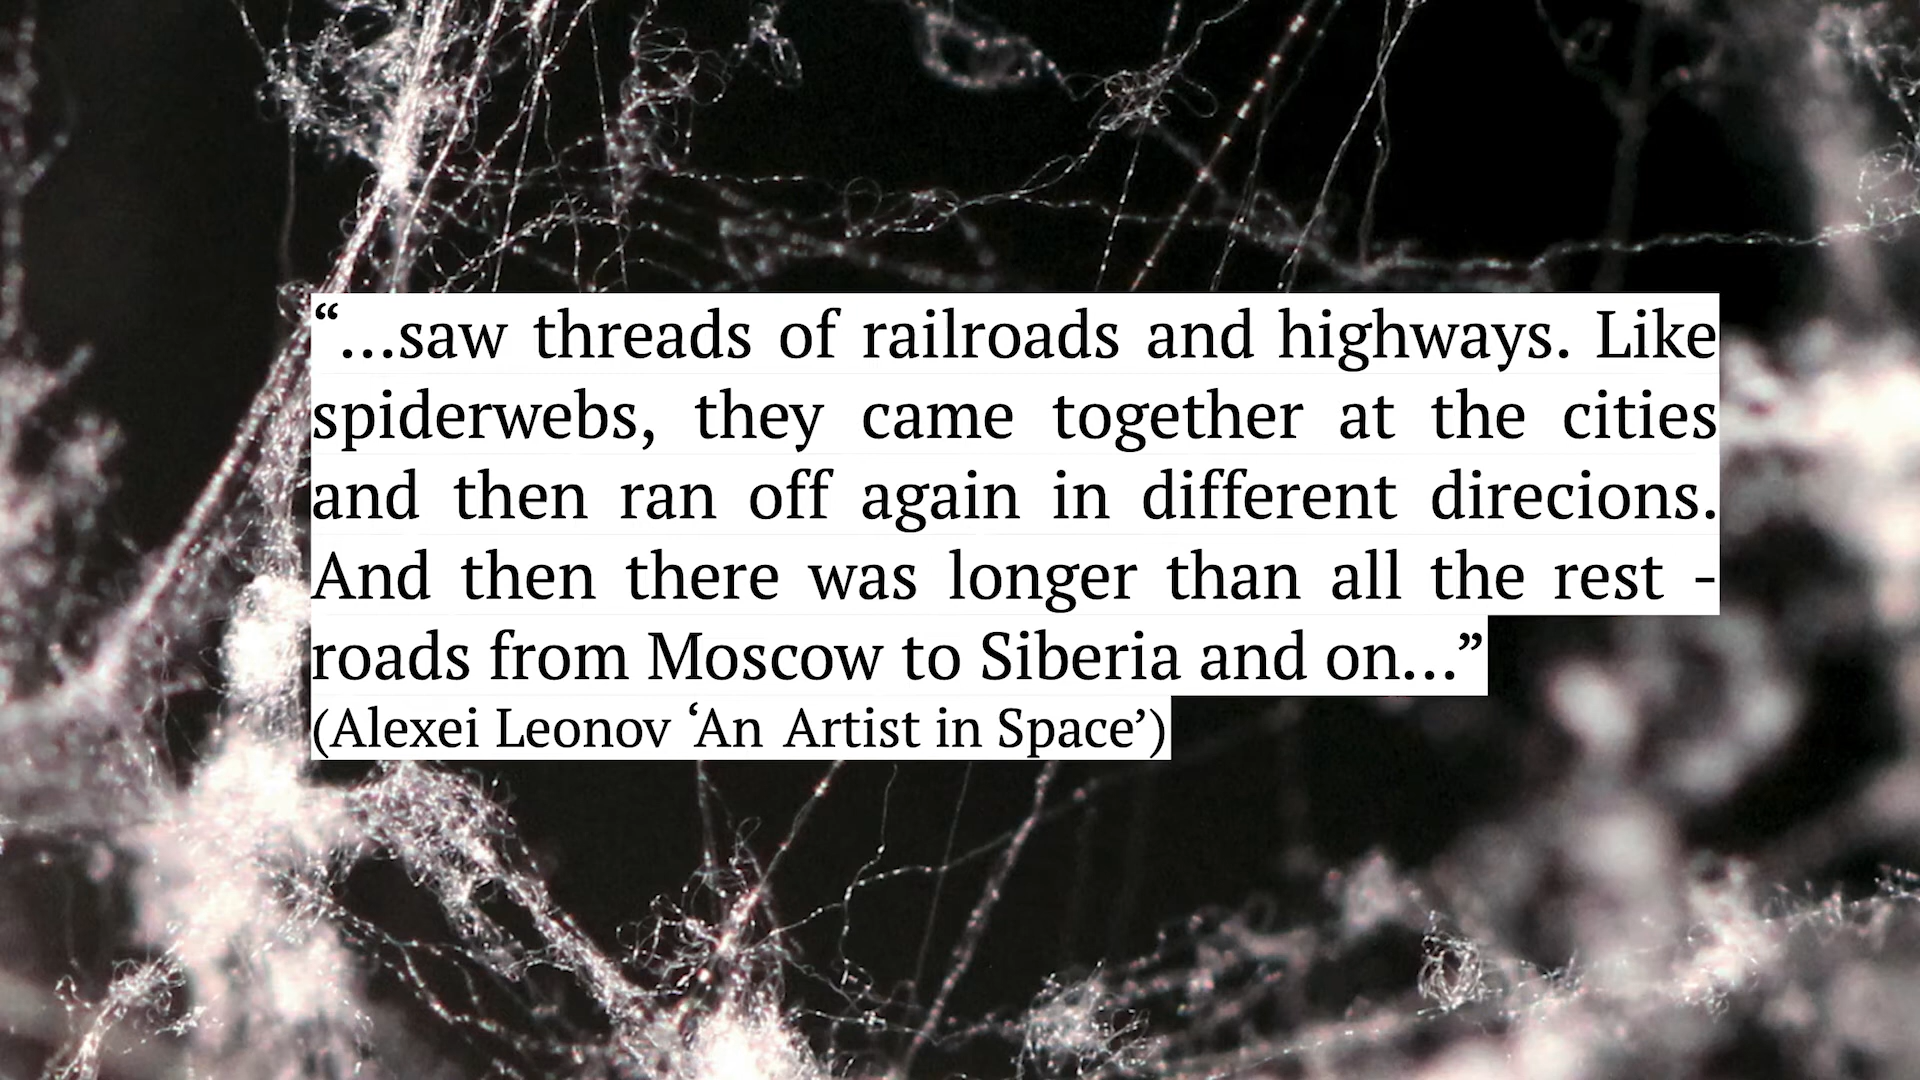 “…saw threads of railroads and highways. Like
spiderwebs, they came together at the cities
and then ran off again in different direcions.
And then there was longer than all the rest -
roads from Moscow to Siberia and on…”
(Alexei Leonov ‘An Artist in Space’)